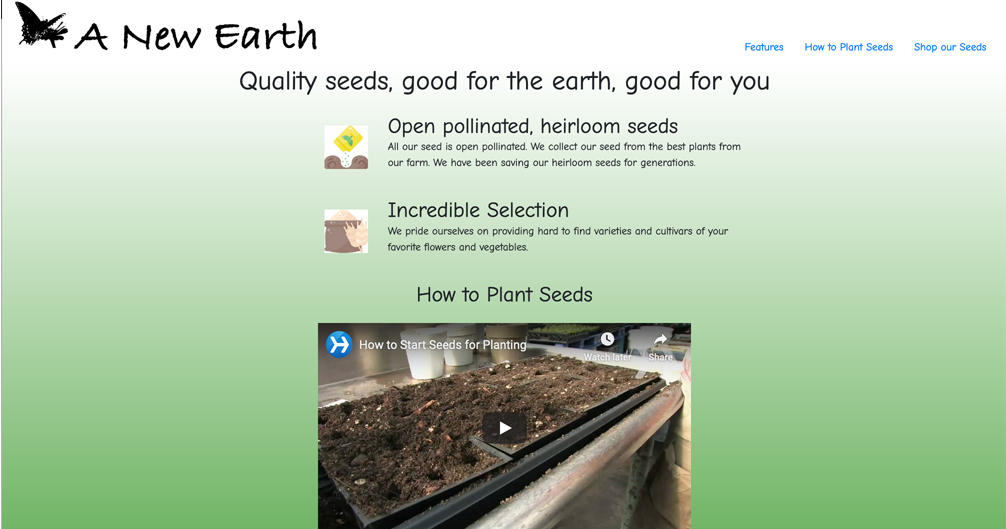 A New Earth
Features How to Plant Seeds Shop our Seeds
Quality seeds, good for the earth, good for you
Open pollinated, heirloom seeds
All our seed is open pollinated. We collect our seed from the best plants from
our farm. We have been saving our heirloom seeds for generations.
Incredible Selection
We pride ourselves on providing hard to find varieties and cultivars of your
favorite flowers and vegetables.
How to Plant Seeds
How to Start Seeds for Planting
Watch later Share